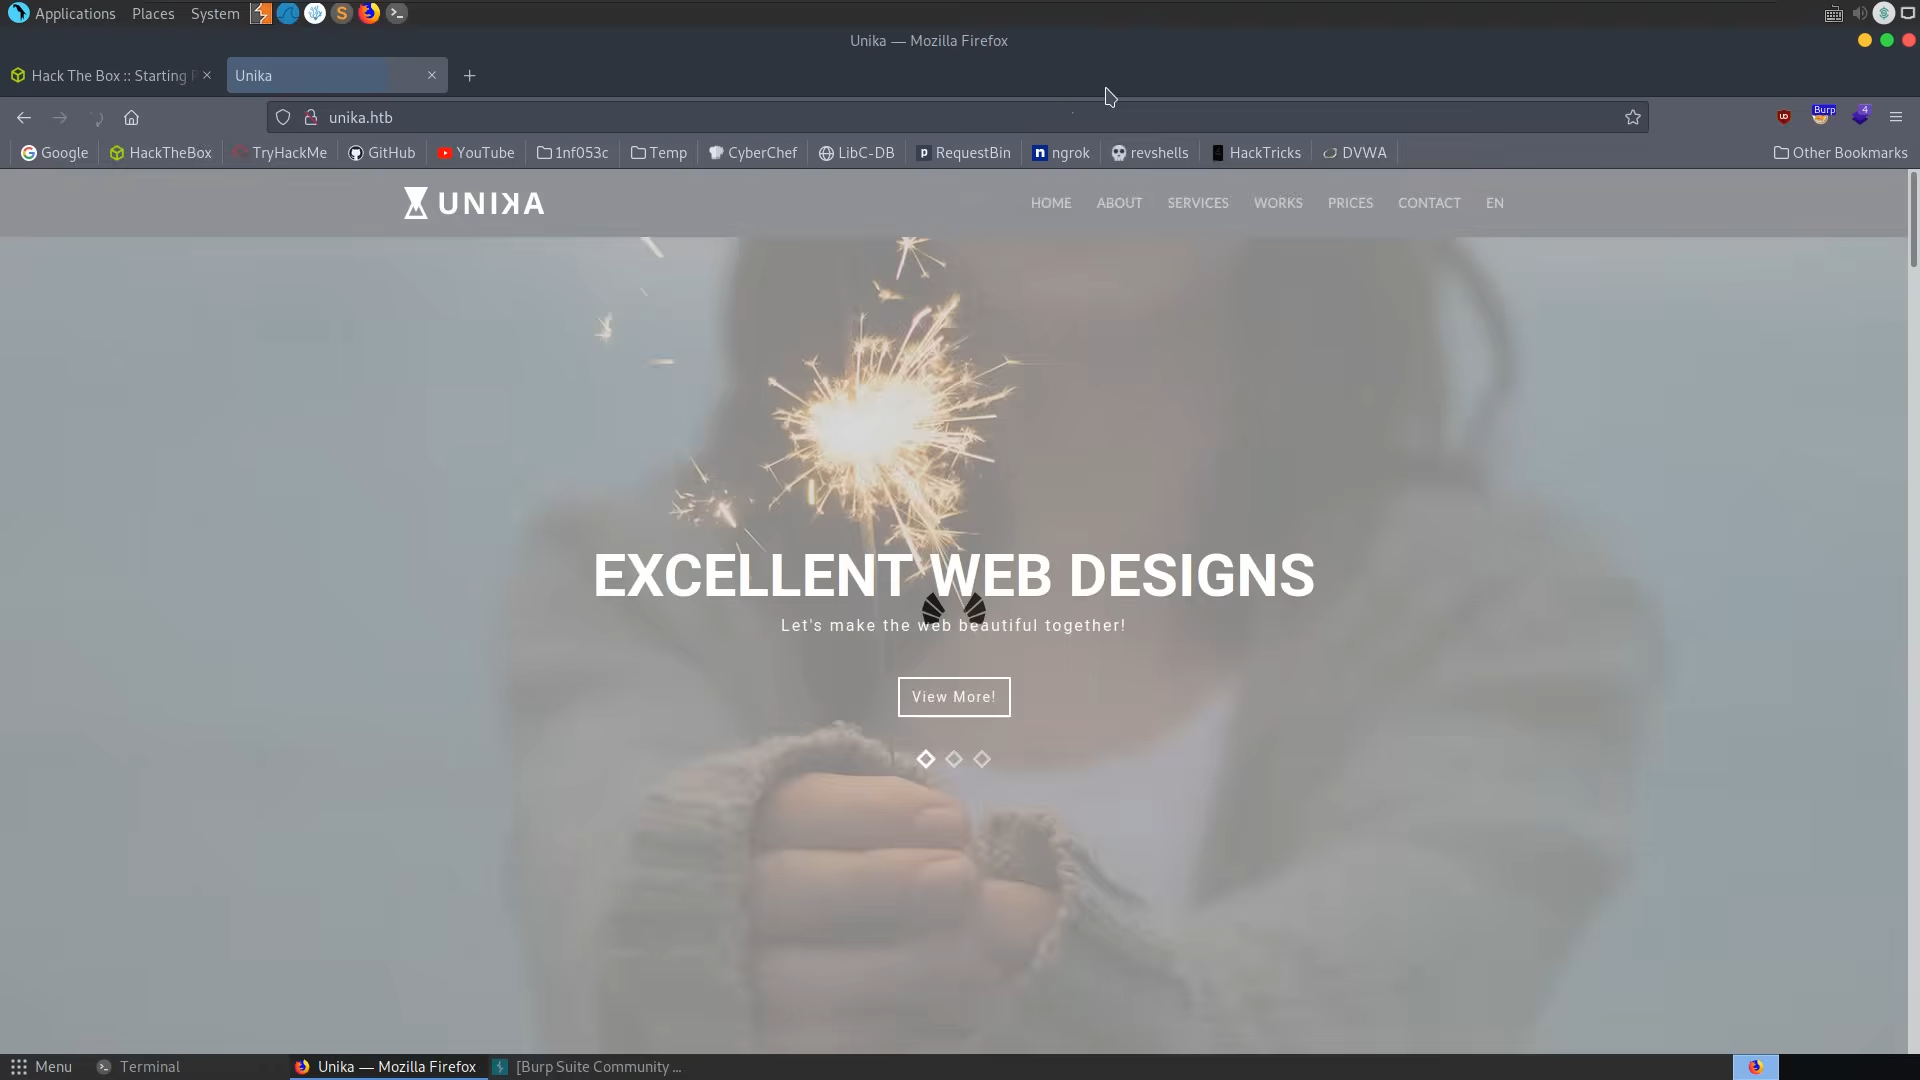 Applications Places System
Unika — Mozilla Firefox
Hack The Box :: Starting
Unika
unika.htb
Burp
4
Google HackTheBox TryHackMe GitHub YouTube 1nf053c Temp CyberChef LibC-DB RequestBin ngrok revshells HackTricks DVWA Other Bookmarks
UNIKA
HOME ABOUT SERVICES WORKS PRICES CONTACT EN
EXCELLENT WEB DESIGNS
Let's make the web beautiful together!
View More!
Menu Terminal Unika — Mozilla Firefox [Burp Suite Community ...